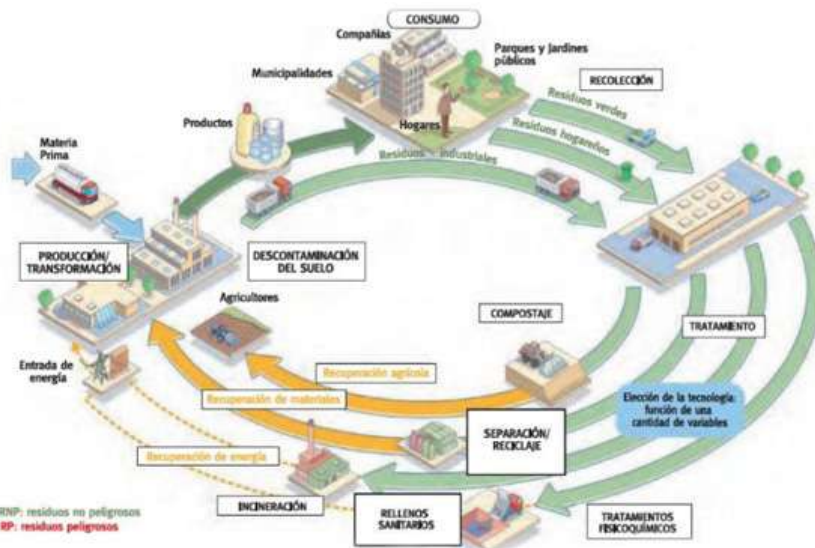 CONSUMO
Compañías
Municipalidades
Parques y Jardines
públicos
Hogares
RECOLECCIÓN
Residuos verdes
Residuos hogareños
Residuos industriales
Productos
Materia
Prima
PRODUCCIÓN/
TRANSFORMACIÓN
DESCONTAMINACIÓN
DEL SUELO
Agricultores
COMPOSTAJE
TRATAMIENTO
Entrada de
energía
Recuperación agrícola
Recuperación de materiales
Recuperación de energía
Elección de la tecnología:
función de una
cantidad de variables
SEPARACIÓN/
RECICLAJE
INCINERACIÓN
RELLENOS
SANITARIOS
TRATAMIENTOS
FISICOQUÍMICOS
RNP: residuos no peligrosos
RP: residuos peligrosos